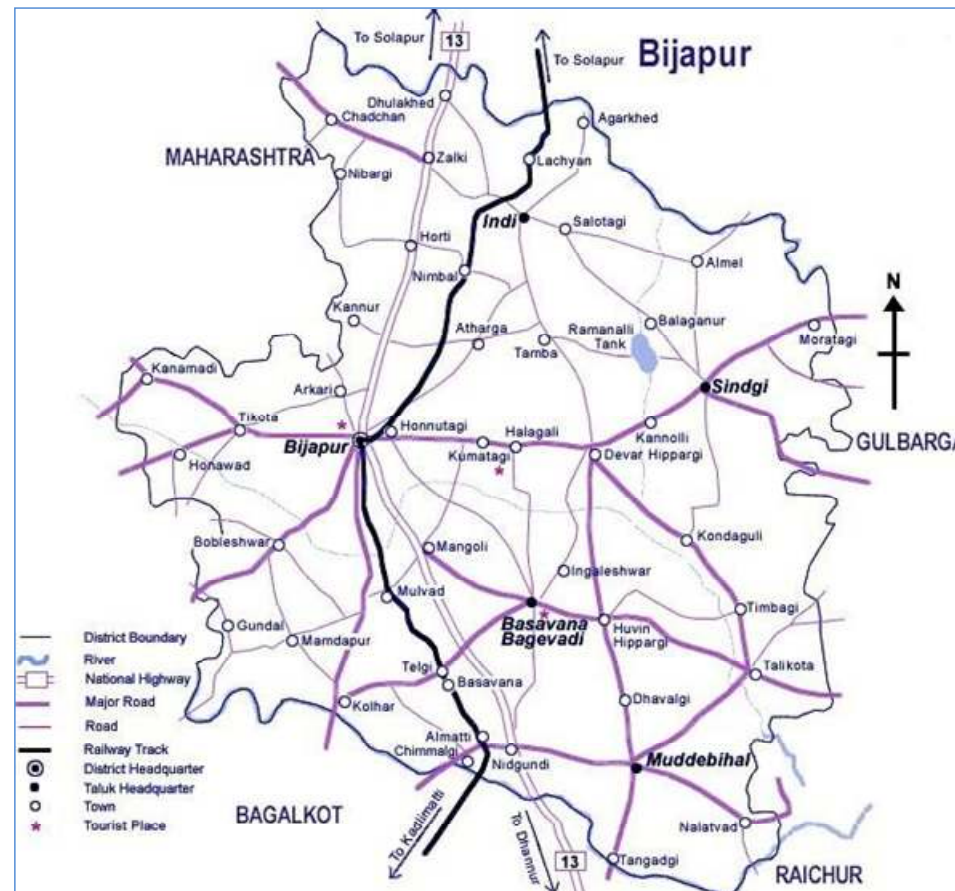 To Solapur
13
To Solapur
Bijapur
Dhulakhed
Chadchan
Agarkhed
MAHARASHTRA
Zalki
Lachyan
Nibargi
Indi
Salotagi
Horti
Almel
Nimbal
N
Kannur
Atharga
Ramanalli
Tank
Balaganur
Tamba
Moratagi
Kanamadi
Arkari
Sindgi
Tikota
Honnutagi
Halagali
Kannolli
Bijapur
Kumatagi
Devar Hippargi
GULBARGA
Honawad
Bobleshwar
Mangoli
Kondaguli
Ingaleshwar
Mulvad
Timbagi
Gundal
Basavana
Bagevadi
Huvin
Hippargi
Mamdapur
Telgi
Talikota
Basavana
Kolhar
Dhavalgi
Almatti
Chimmalgi
Nidgundi
Muddebihal
District Boundary
River
National Highway
Major Road
Road
Railway Track
District Headquarter
Taluk Headquarter
Town
Tourist Place
BAGALKOT
To Kadlimatti
To Dhannur
13
Nalatvad
Tangadgi
RAICHUR